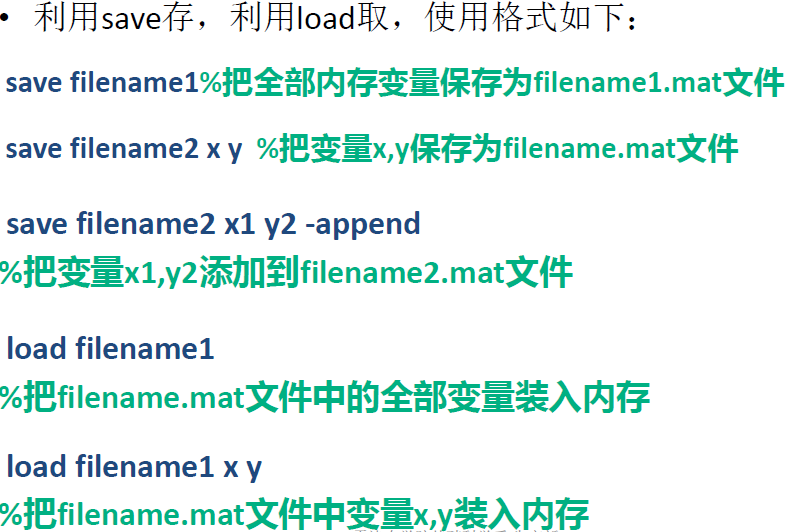 • 利用save存，利用load取，使用格式如下：
save filename1%把全部内存变量保存为filename1.mat文件
save filename2 x y %把变量x,y保存为filename.mat文件
save filename2 x1 y2 -append
%把变量x1,y2添加到filename2.mat文件
load filename1
%把filename.mat文件中的全部变量装入内存
load filename1 x y
%把filename.mat文件中变量x,y装入内存